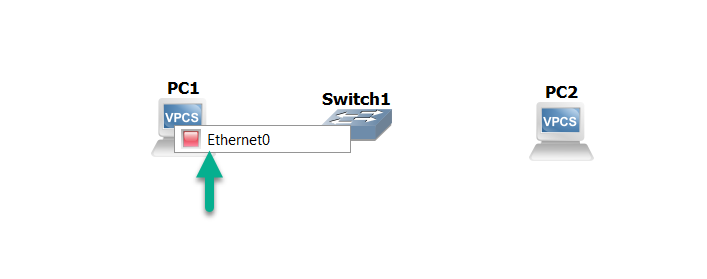 PC1
PC2
Switch1
VPCS
VPCS
Ethernet0